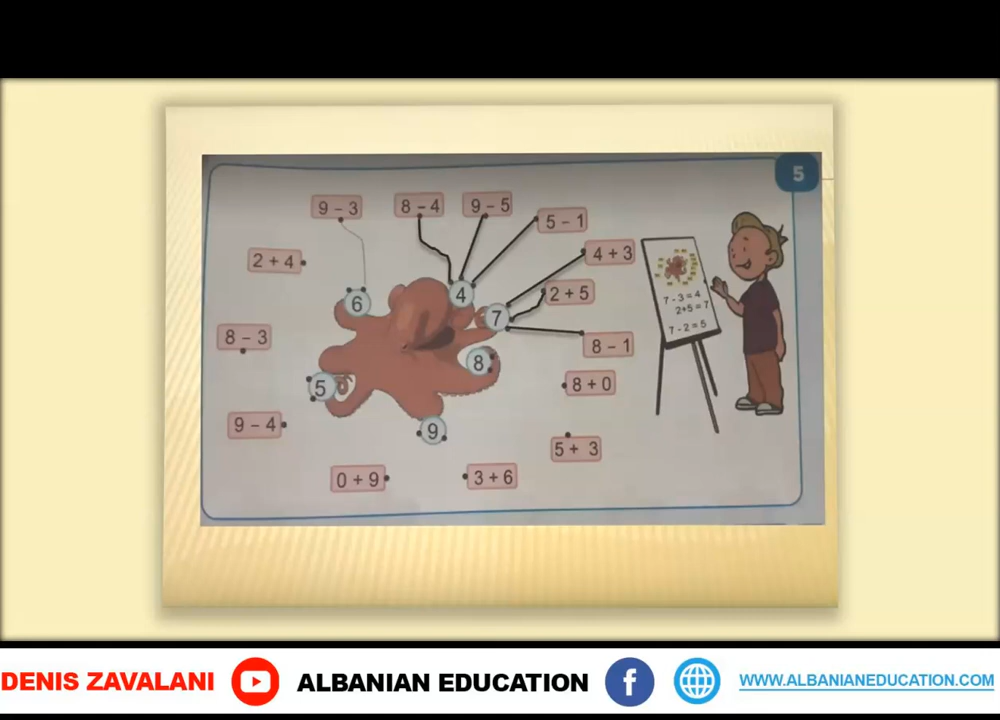 5
9 – 3
8 – 4
9 – 5
5 – 1
2 + 4
4 + 3
2 + 5
8 – 3
8 – 1
8 + 0
9 – 4
5 + 3
0 + 9
3 + 6
6
4
7
8
5
9
7 - 3 = 4
2+5 = 7
7 - 2 = 5
DENIS ZAVALANI
ALBANIAN EDUCATION
f
WWW.ALBANIANEDUCATION.COM